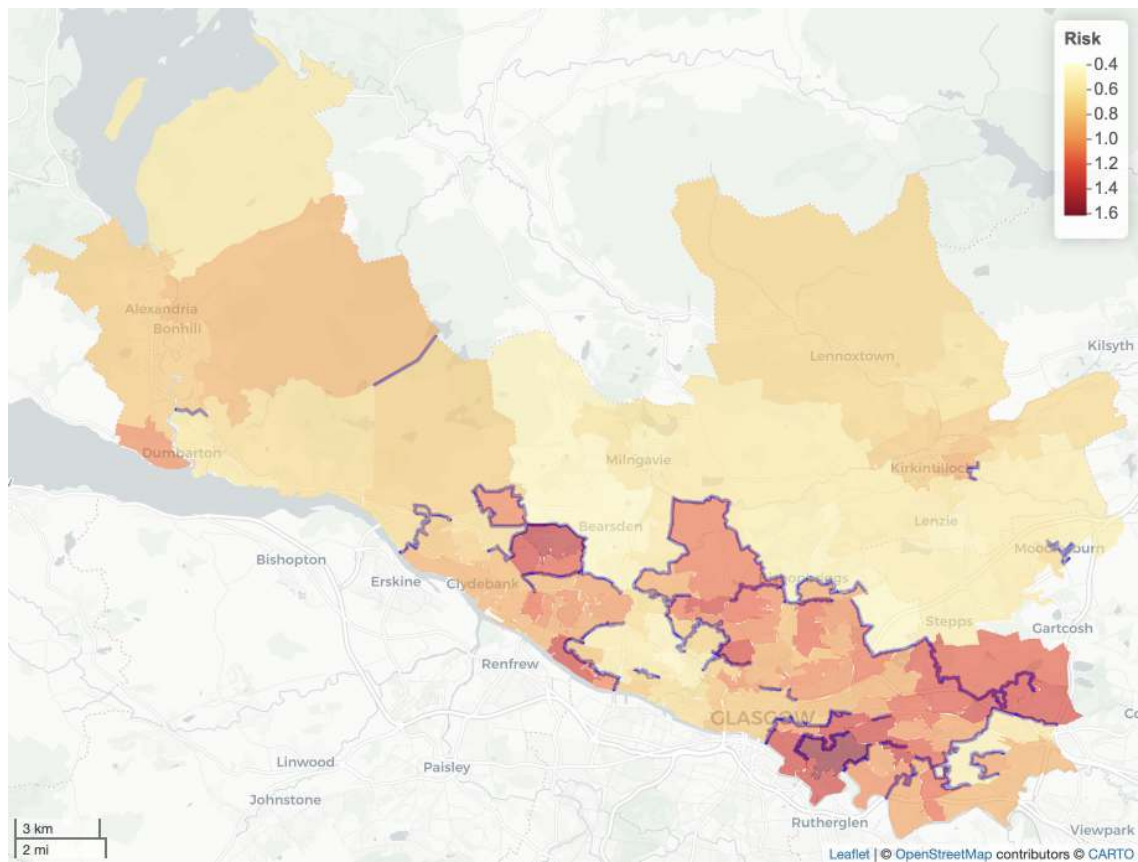 Risk
0.4
0.6
0.8
1.0
1.2
1.4
1.6
Alexandria
Bonhill
Lennoxtown
Kilsyth
Dumbarton
Milngavie
Kirkintilloch
Bearsden
Lenzie
Bishopton
Erskine
Clydebank
Stepps
Gartcosh
Renfrew
GLASGOW
Linwood
Paisley
Johnstone
Rutherglen
Viewpark
3 km
2 mi
Leaflet | © OpenStreetMap contributors © CARTO